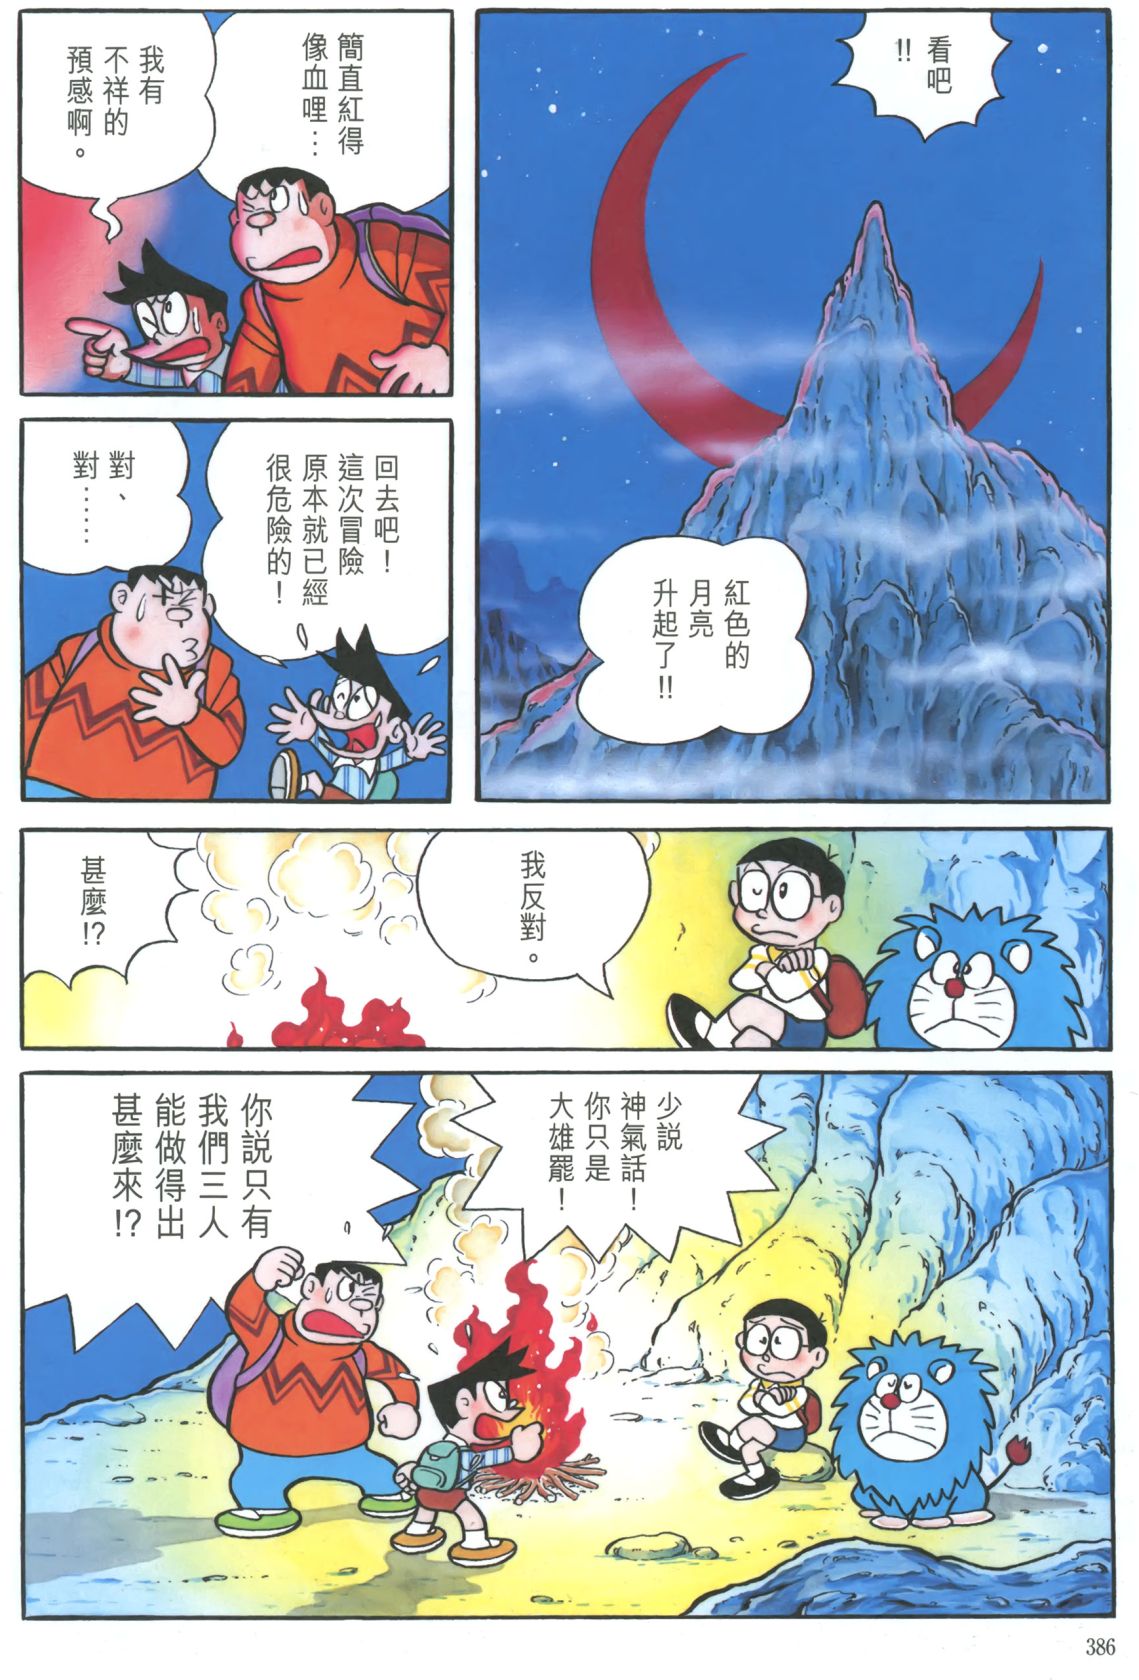 看吧
!!
紅色的
月亮
升起了!!
簡直紅得
像血哩…
我有
不祥的
預感啊。
回去吧！
這次冒險
原本就已經
很危險的！
對、
對……
我反對。
甚麼!?
少説
神氣話！
你只是
大雄罷！
你説只有
我們三人
能做得出
甚麼來!?
386